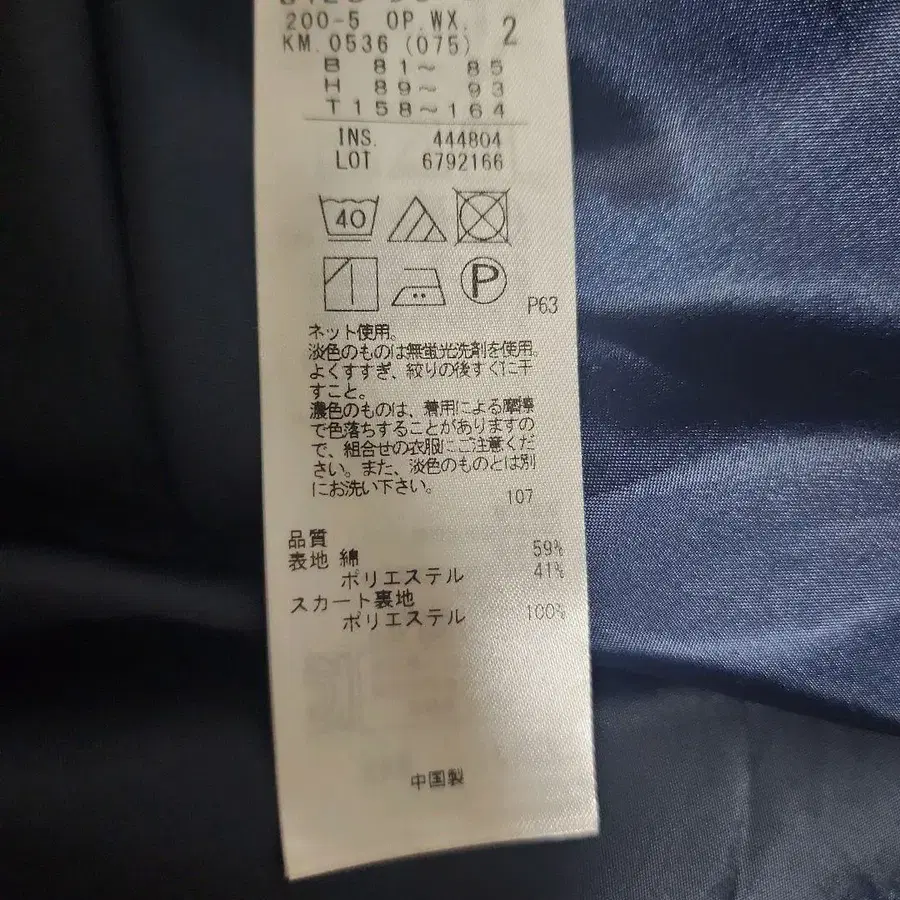 200-5 OP.WX. 2
KM.0536 (075)
B 81～ 85
H 89～ 93
T158～164
INS. 444804
LOT 6792166
40
P
P63
ネット使用。
淡色のものは無蛍光洗剤を使用。
よくすすぎ、絞りの後すぐに干
すこと。
濃色のものは、着用による摩擦
で色落ちすることがありますの
で、組合せの衣服にご注意くだ
さい。また、淡色のものとは別
にお洗い下さい。
107
品質
表地 綿 59%
ポリエステル 41%
スカート裏地
ポリエステル 100%
中国製